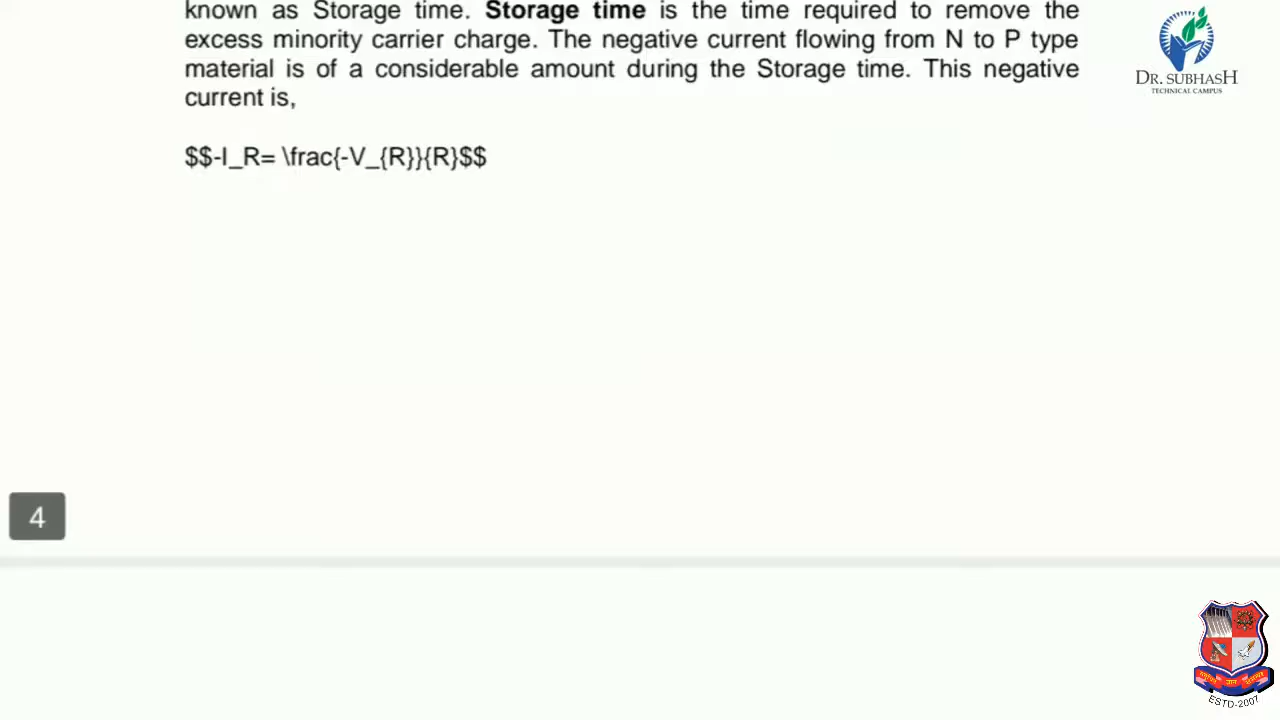 known as Storage time. Storage time is the time required to remove the
excess minority carrier charge. The negative current flowing from N to P type
material is of a considerable amount during the Storage time. This negative
current is,
$$-I_R= \frac{-V_{R}}{R}$$
DR. SUBHASH
TECHNICAL CAMPUS
4
ESTD-2007